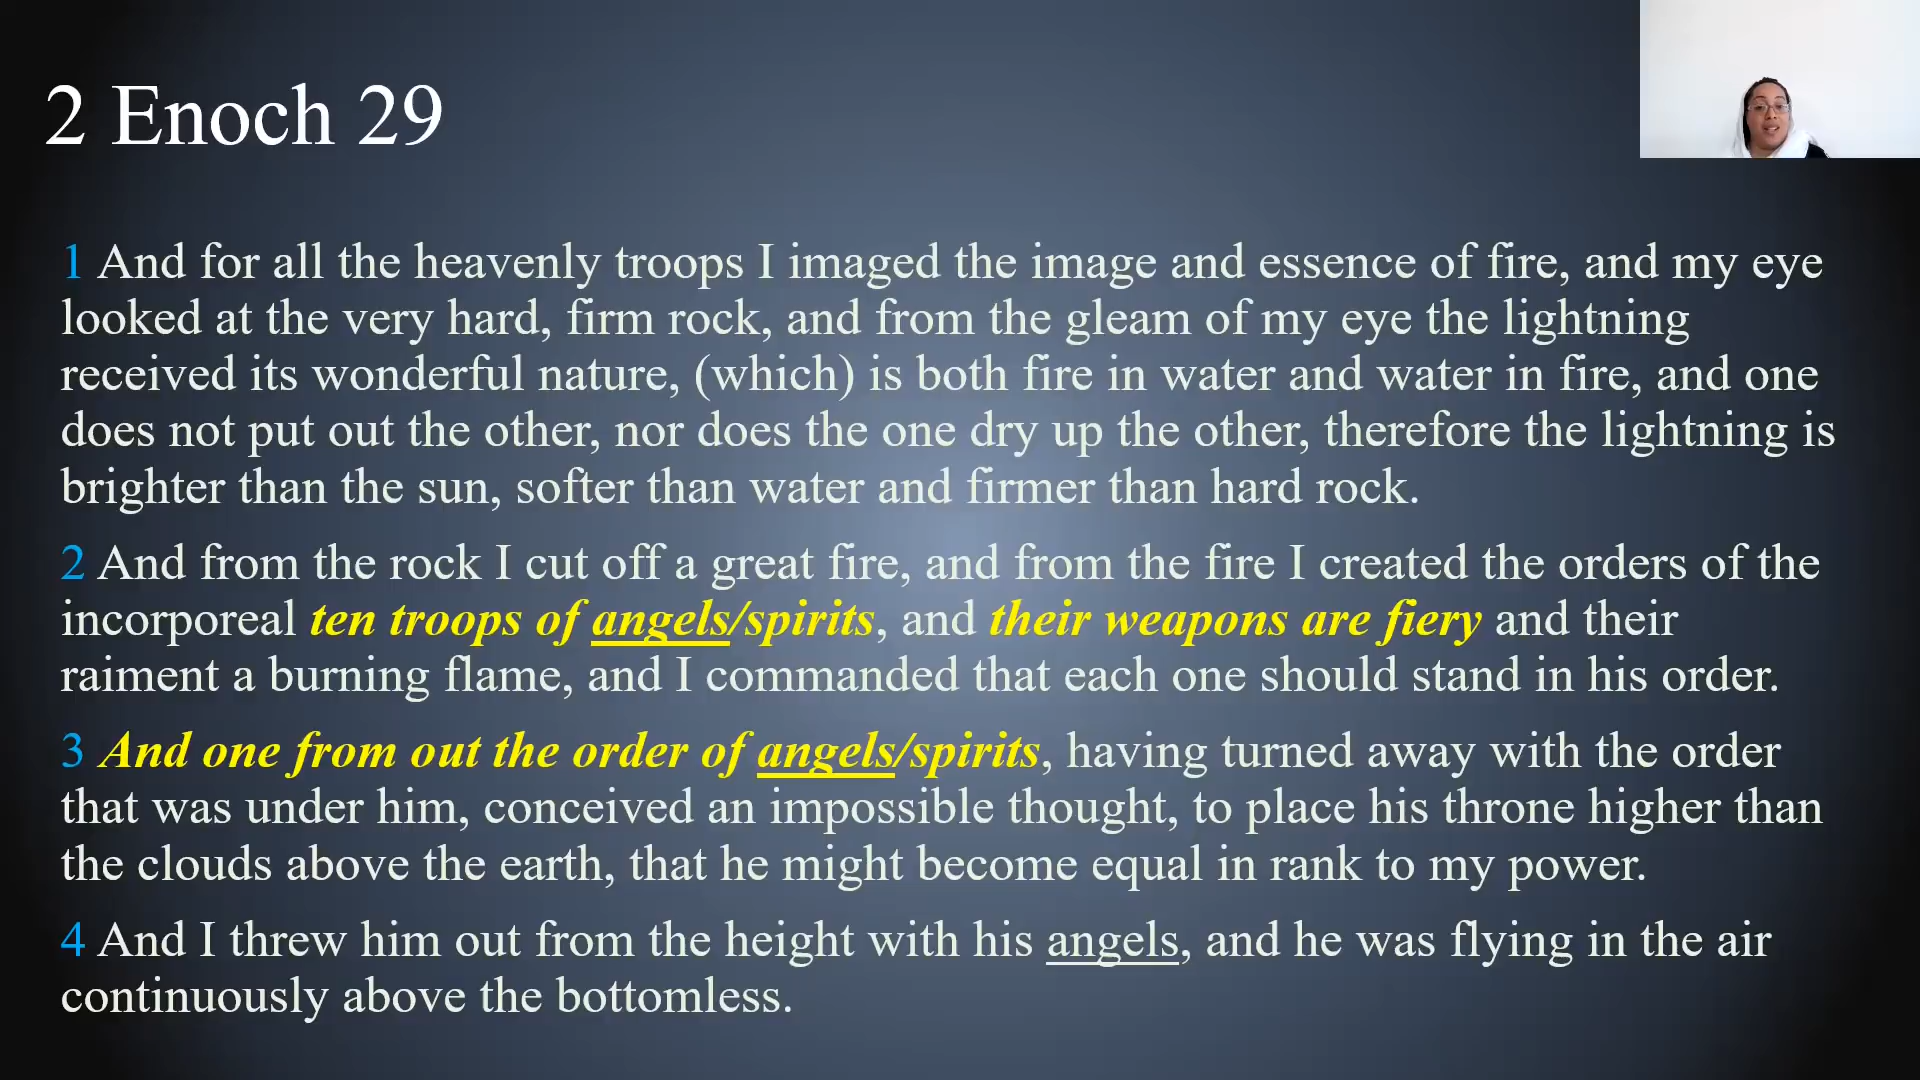 2 Enoch 29
1 And for all the heavenly troops I imaged the image and essence of fire, and my eye
looked at the very hard, firm rock, and from the gleam of my eye the lightning
received its wonderful nature, (which) is both fire in water and water in fire, and one
does not put out the other, nor does the one dry up the other, therefore the lightning is
brighter than the sun, softer than water and firmer than hard rock.
2 And from the rock I cut off a great fire, and from the fire I created the orders of the
incorporeal ten troops of angels/spirits, and their weapons are fiery and their
raiment a burning flame, and I commanded that each one should stand in his order.
3 And one from out the order of angels/spirits, having turned away with the order
that was under him, conceived an impossible thought, to place his throne higher than
the clouds above the earth, that he might become equal in rank to my power.
4 And I threw him out from the height with his angels, and he was flying in the air
continuously above the bottomless.